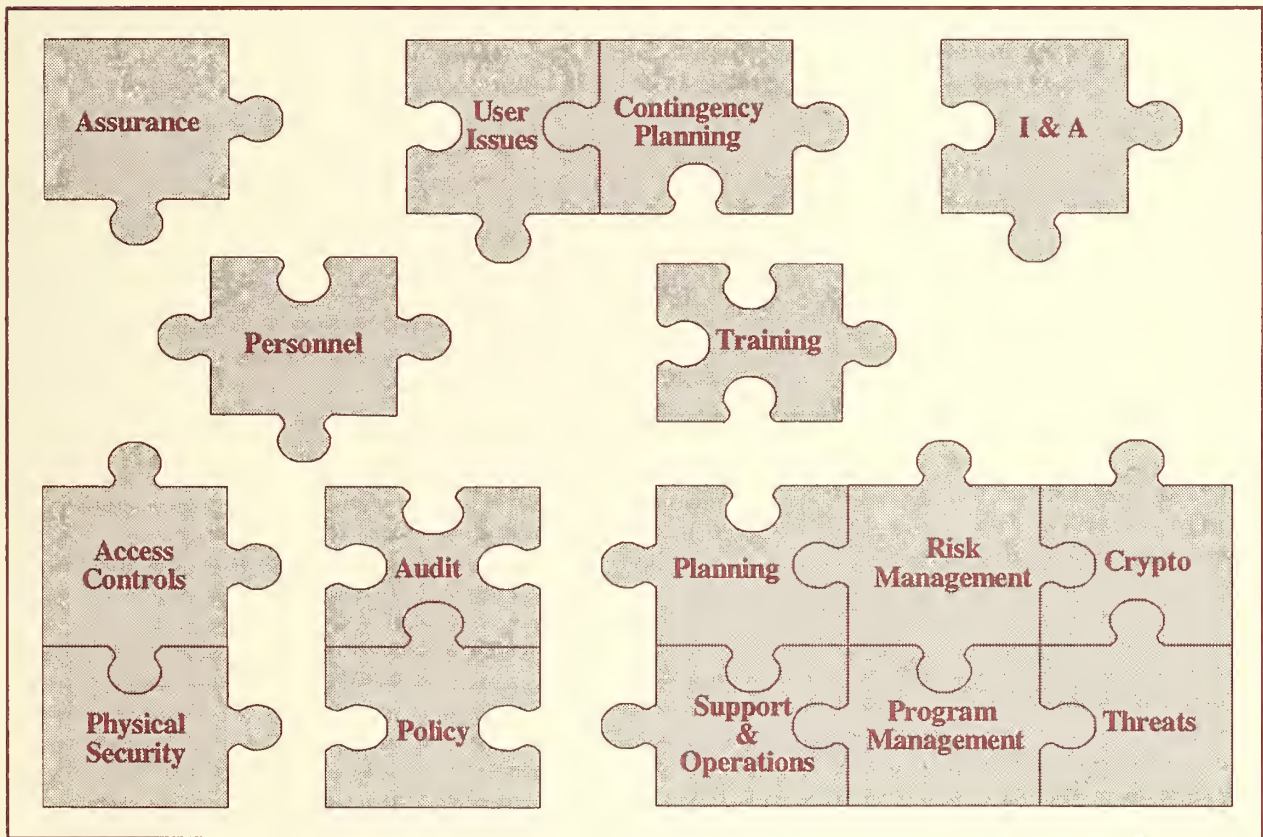 Assurance
User
Issues
Contingency
Planning
I & A
Personnel
Training
Access
Controls
Audit
Planning
Risk
Management
Crypto
Physical
Security
Policy
Support
&
Operations
Program
Management
Threats